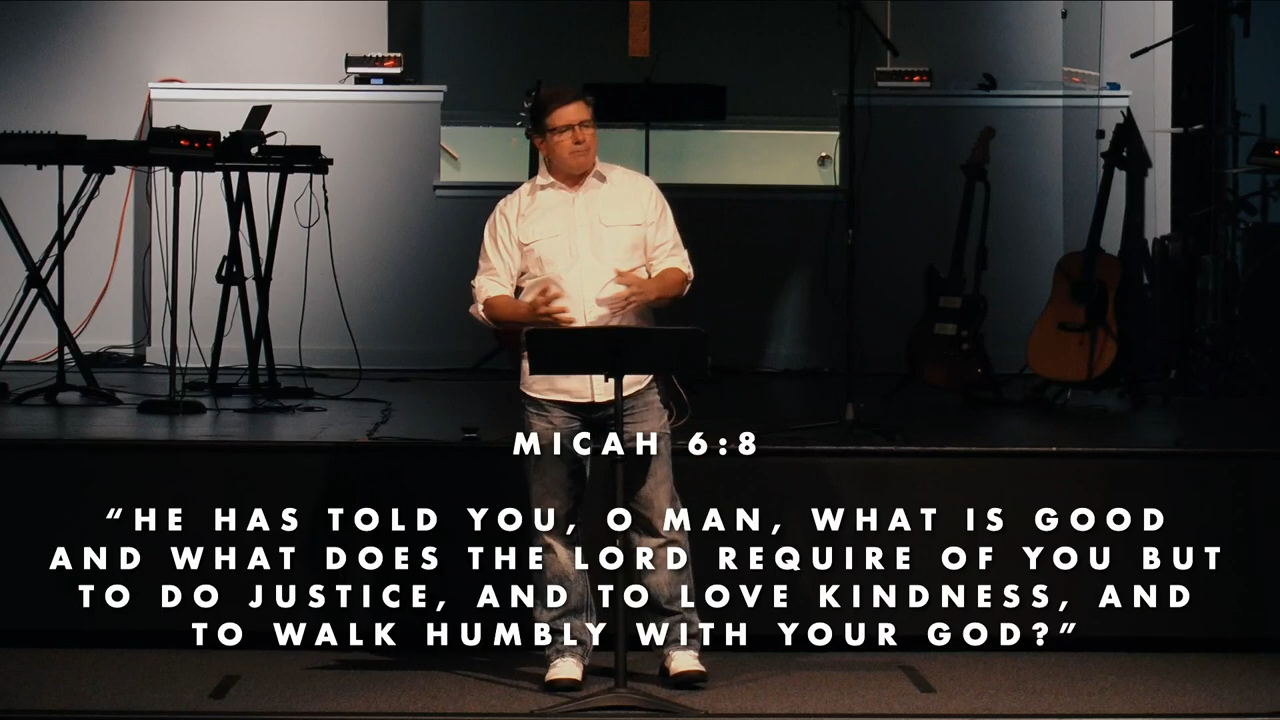 MICAH 6:8
“HE HAS TOLD YOU, O MAN, WHAT IS GOOD
AND WHAT DOES THE LORD REQUIRE OF YOU BUT
TO DO JUSTICE, AND TO LOVE KINDNESS, AND
TO WALK HUMBLY WITH YOUR GOD?”